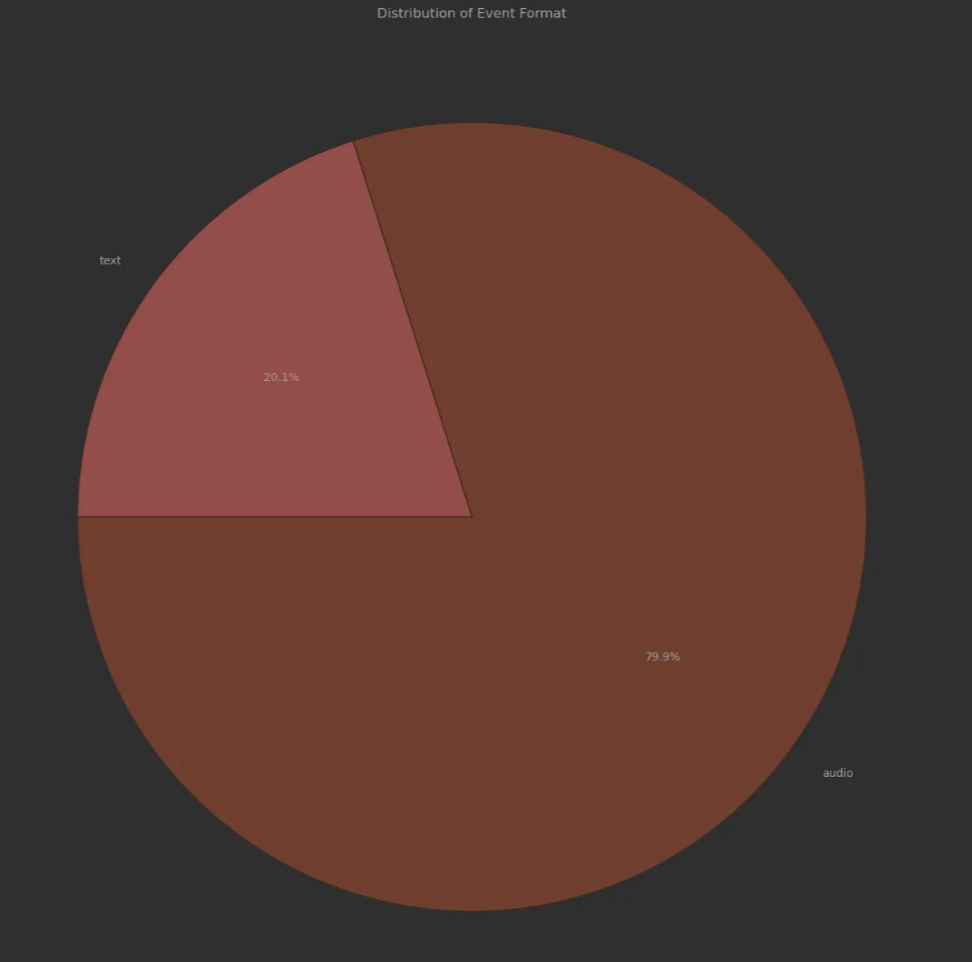 Distribution of Event Format
text
20.1%
79.9%
audio